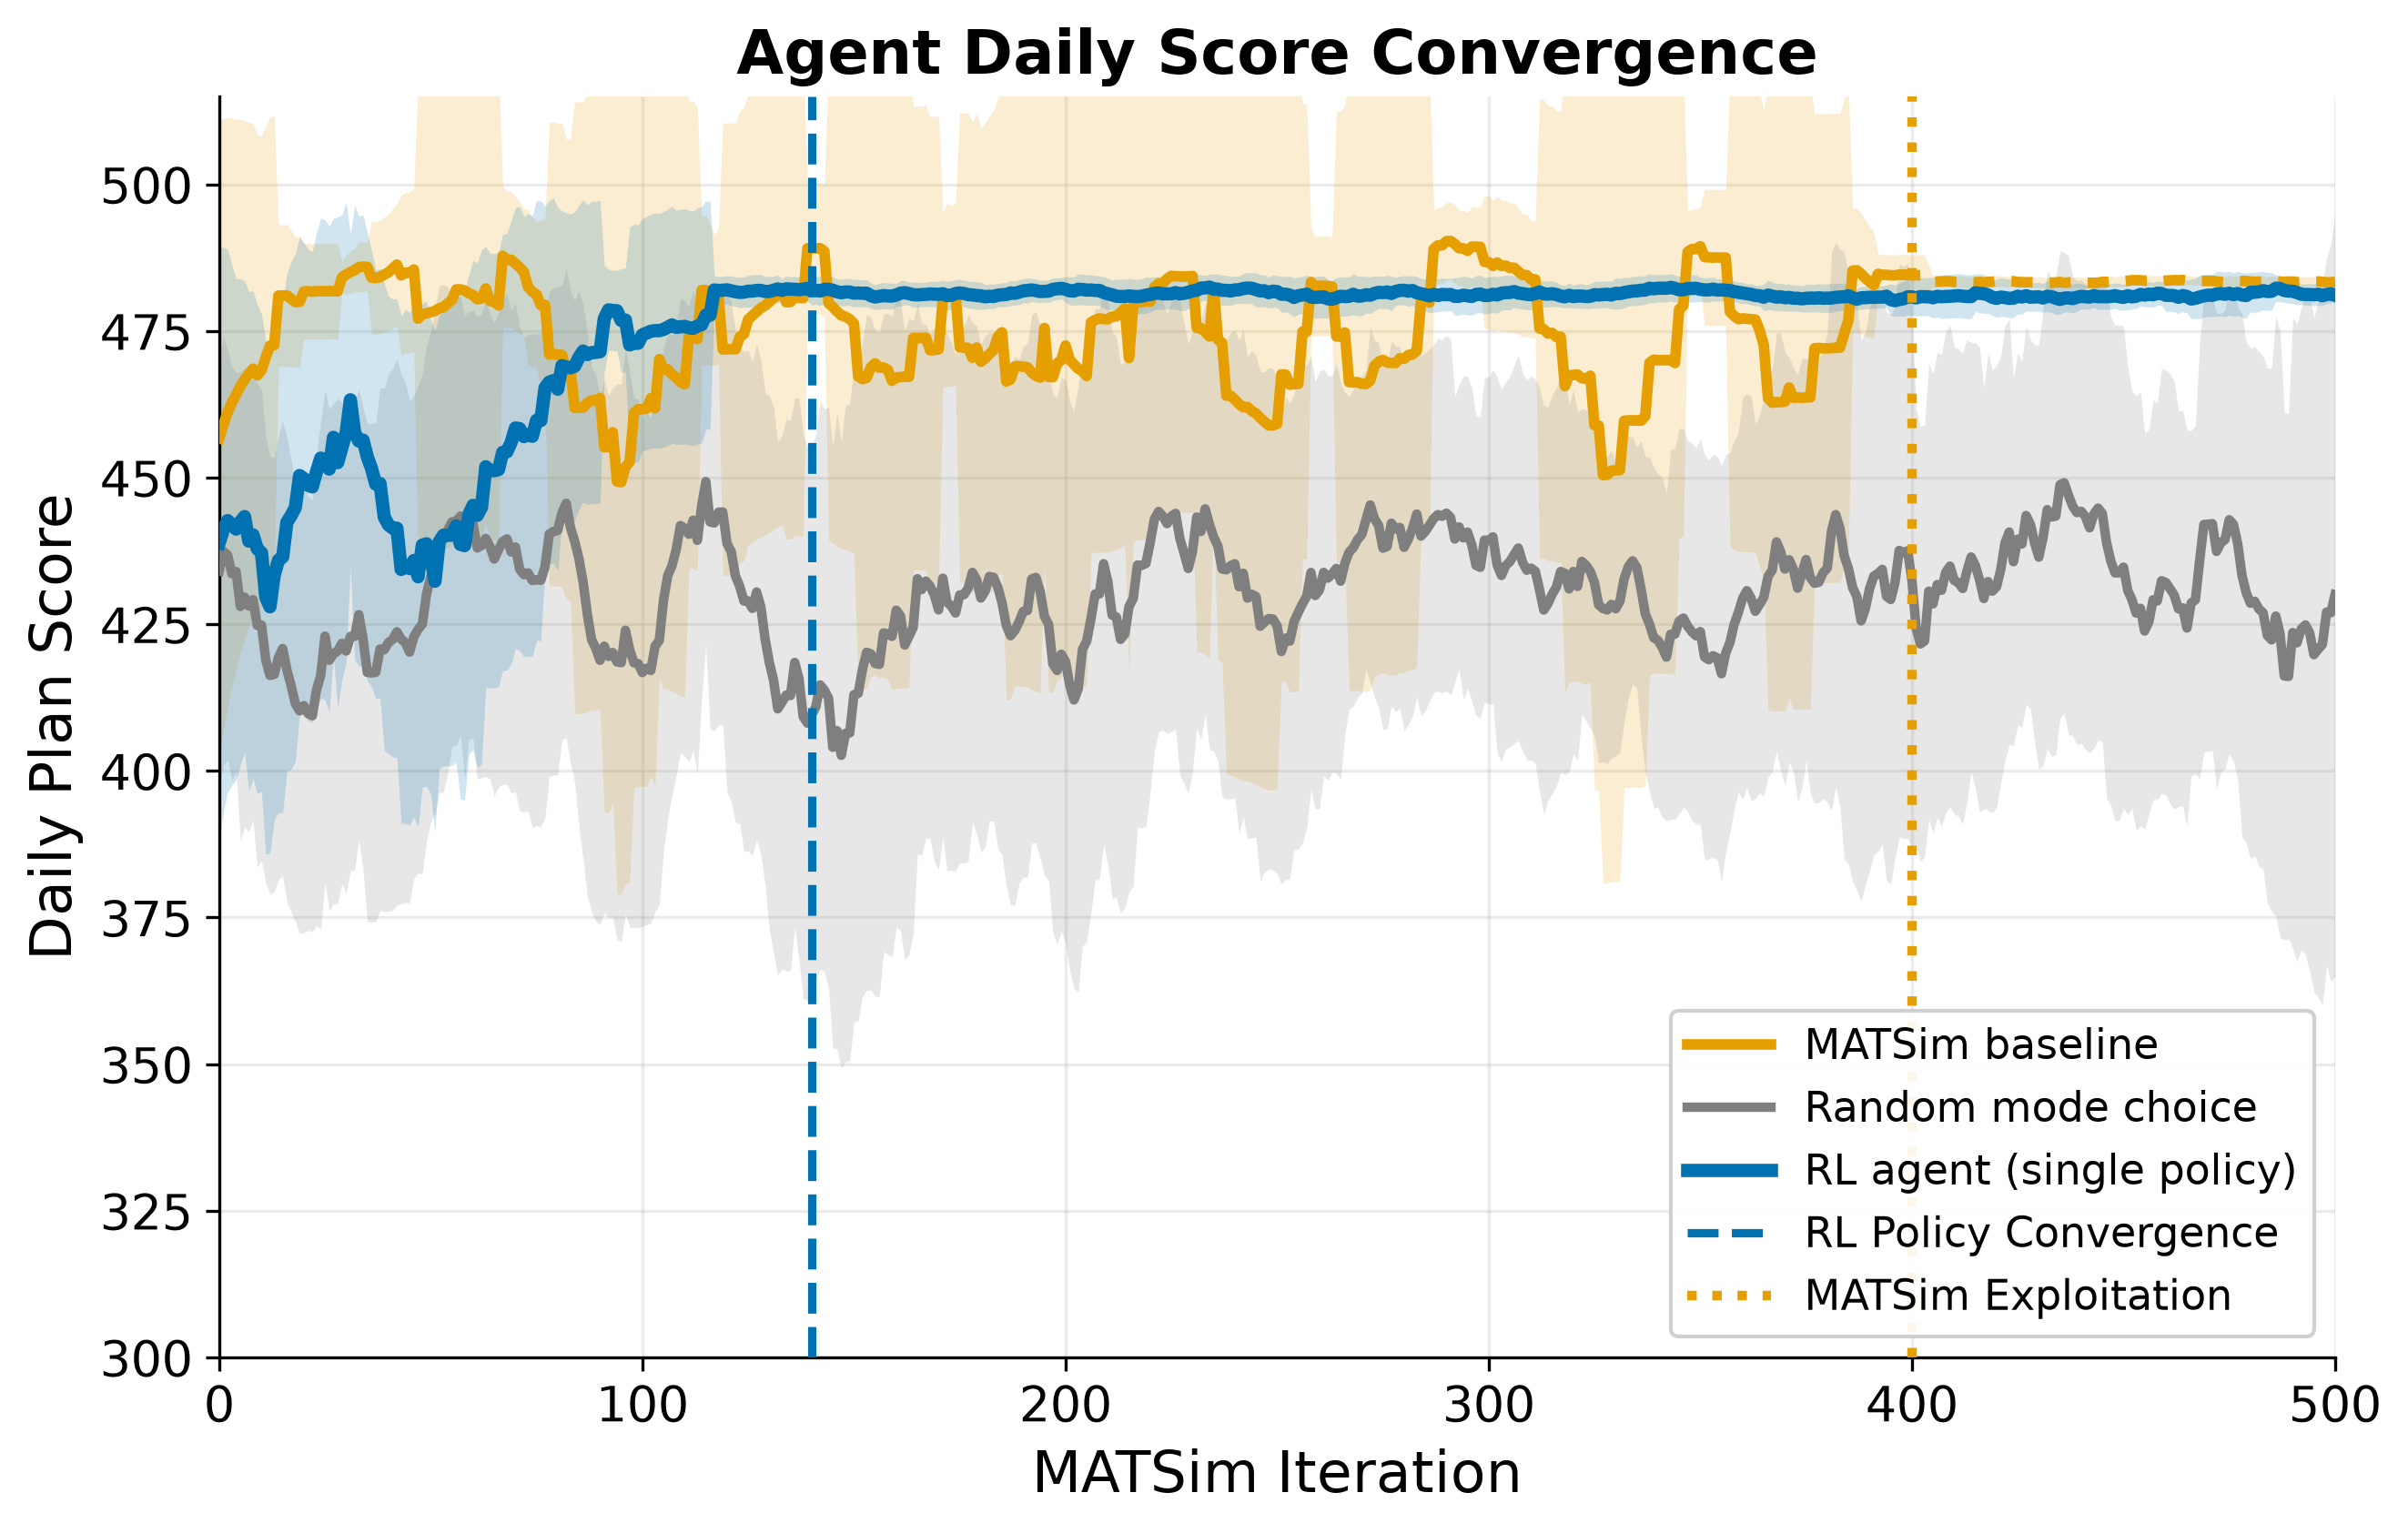 Agent Daily Score Convergence
Daily Plan Score
500
475
450
425
400
375
350
325
300
0
100
200
300
400
500
MATSim Iteration
MATSim baseline
Random mode choice
RL agent (single policy)
RL Policy Convergence
MATSim Exploitation